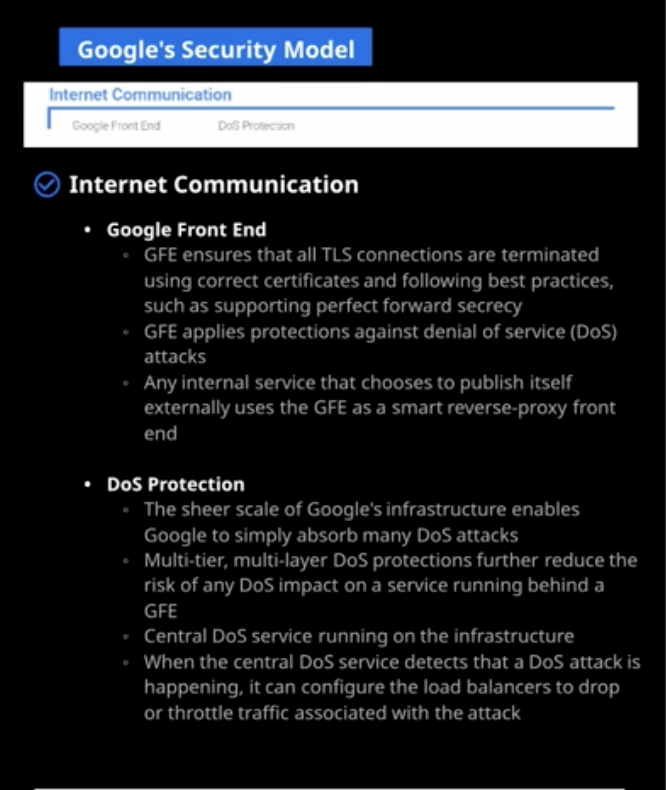 Google's Security Model
Internet Communication
Google Front End DoS Protection
Internet Communication
• Google Front End
◦ GFE ensures that all TLS connections are terminated
using correct certificates and following best practices,
such as supporting perfect forward secrecy
◦ GFE applies protections against denial of service (DoS)
attacks
◦ Any internal service that chooses to publish itself
externally uses the GFE as a smart reverse-proxy front
end
• DoS Protection
◦ The sheer scale of Google's infrastructure enables
Google to simply absorb many DoS attacks
◦ Multi-tier, multi-layer DoS protections further reduce the
risk of any DoS impact on a service running behind a
GFE
◦ Central DoS service running on the infrastructure
◦ When the central DoS service detects that a DoS attack is
happening, it can configure the load balancers to drop
or throttle traffic associated with the attack